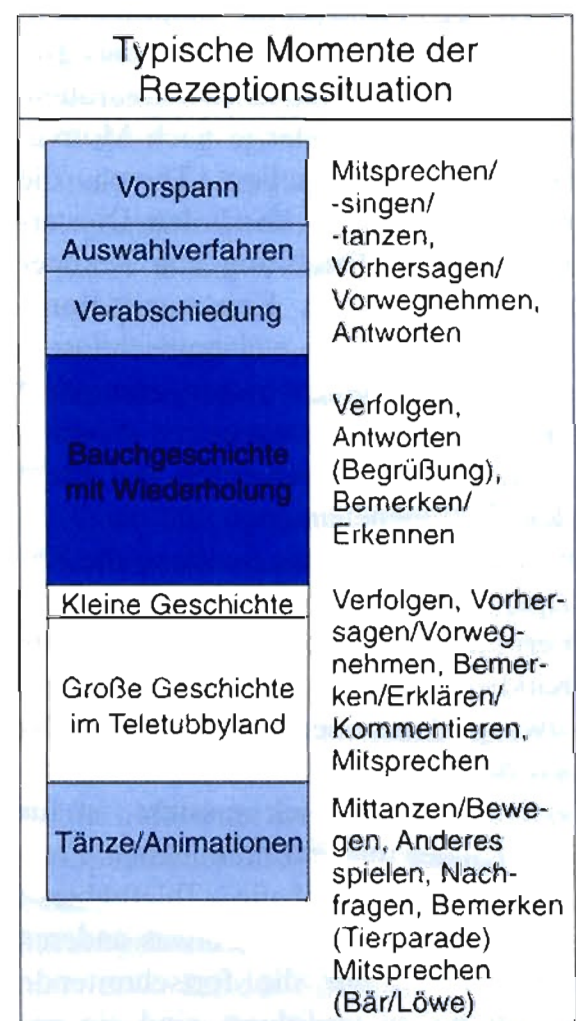 Typische Momente der
Rezeptionssituation
Vorspann
Auswahlverfahren
Verabschiedung
Mitsprechen/
-singen/
-tanzen,
Vorhersagen/
Vorwegnehmen,
Antworten
Bauchgeschichte
mit Wiederholung
Verfolgen,
Antworten
(Begrüßung),
Bemerken/
Erkennen
Kleine Geschichte
Große Geschichte
im Teletubbyland
Verfolgen, Vorher-
sagen/Vorweg-
nehmen, Bemer-
ken/Erklären/
Kommentieren,
Mitsprechen
Tänze/Animationen
Mittanzen/Bewe-
gen, Anderes
spielen, Nach-
fragen, Bemerken
(Tierparade)
Mitsprechen
(Bär/Löwe)